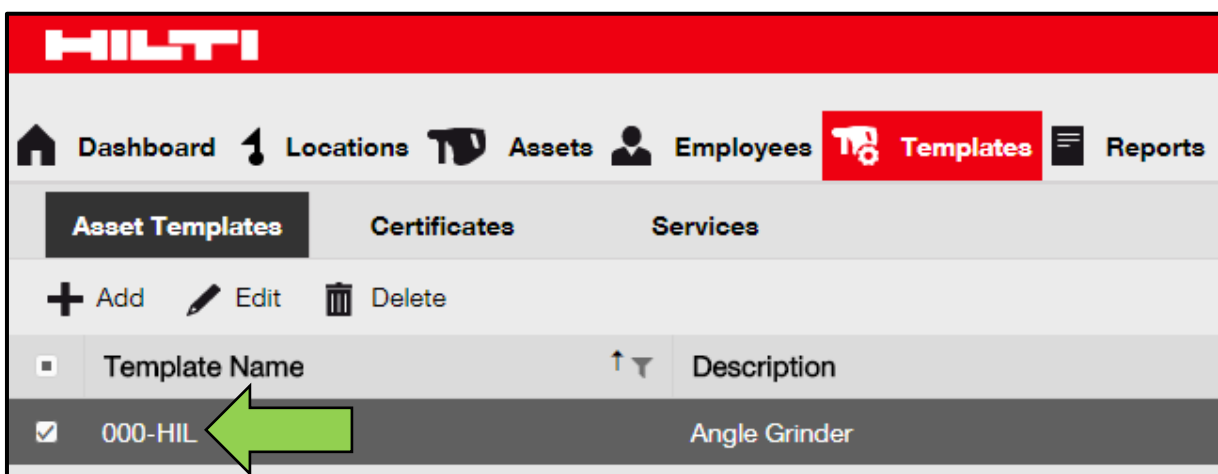 HILTI
Dashboard Locations Assets Employees Templates Reports
Asset Templates Certificates Services
Add Edit Delete
Template Name Description
000-HIL Angle Grinder